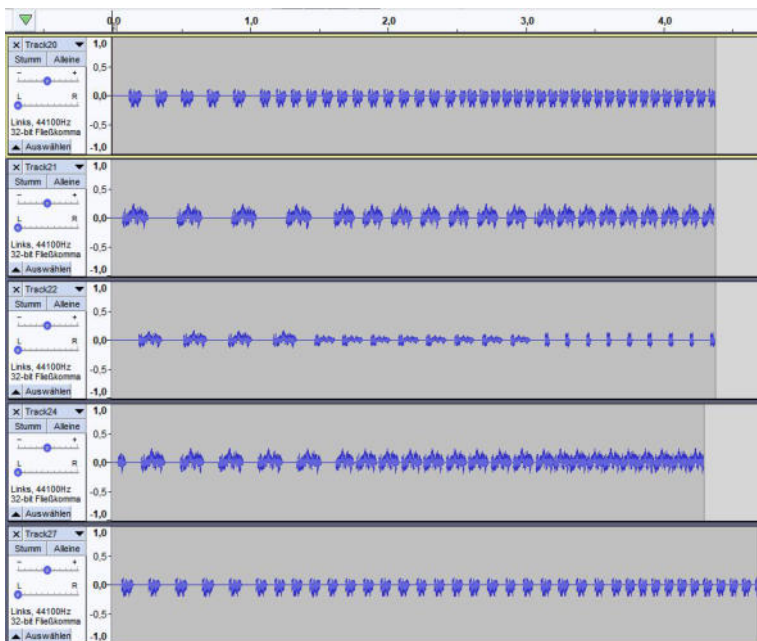 0,0 1,0 2,0 3,0 4,0
× Track20 ▼ 1,0
Stumm Alleine 0,5
- +
0,0
L R
-0,5
Links, 44100Hz
32-bit Fließkomma
▲ Auswählen -1,0
× Track21 ▼ 1,0
Stumm Alleine 0,5
- +
0,0
L R
-0,5
Links, 44100Hz
32-bit Fließkomma
▲ Auswählen -1,0
× Track22 ▼ 1,0
Stumm Alleine 0,5
- +
0,0
L R
-0,5
Links, 44100Hz
32-bit Fließkomma
▲ Auswählen -1,0
× Track24 ▼ 1,0
Stumm Alleine 0,5
- +
0,0
L R
-0,5
Links, 44100Hz
32-bit Fließkomma
▲ Auswählen -1,0
× Track27 ▼ 1,0
Stumm Alleine 0,5
- +
0,0
L R
-0,5
Links, 44100Hz
32-bit Fließkomma
▲ Auswählen -1,0